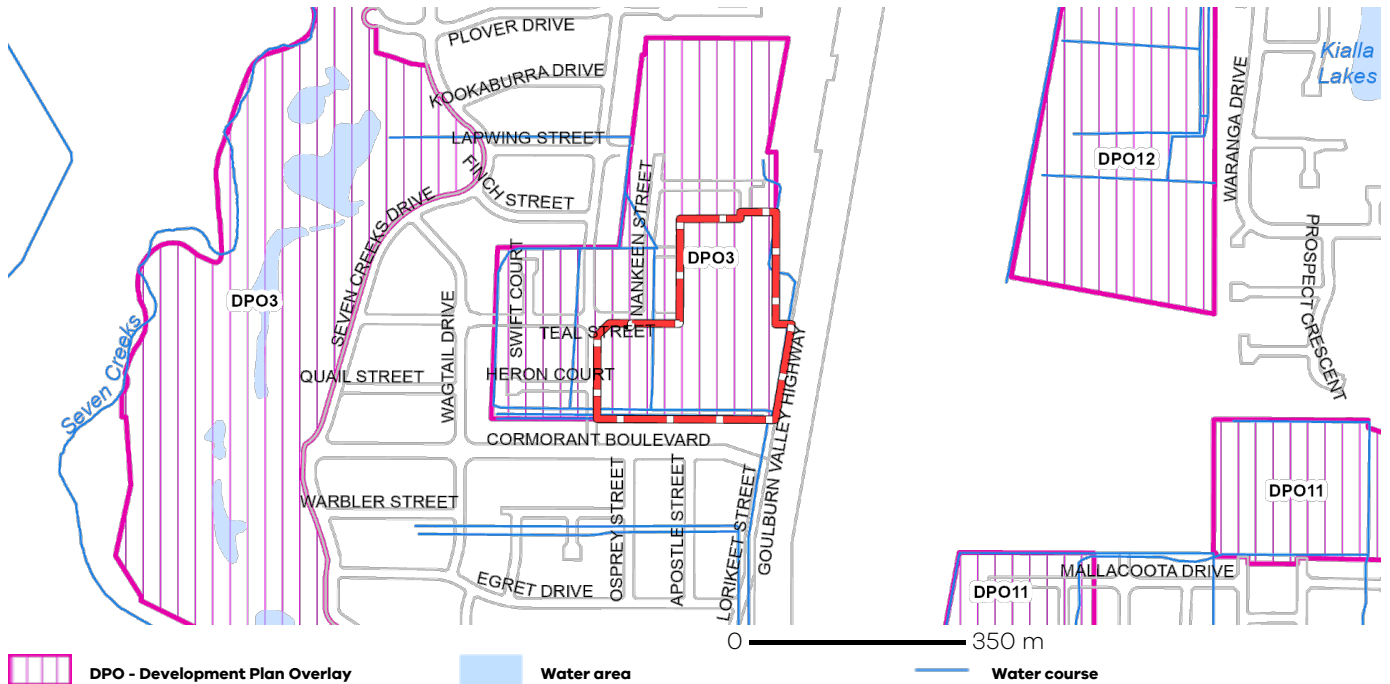 PLOVER DRIVE
KOOKABURRA DRIVE
LAPWING STREET
FINCH STREET
SEVEN CREEKS DRIVE
NANKEEN STREET
SWIFT COURT
TEAL STREET
HERON COURT
WAGTAIL DRIVE
QUAIL STREET
CORMORANT BOULEVARD
WARBLER STREET
OSPREY STREET
APOSTLE STREET
LORIKEET STREET
GOULBURN VALLEY HIGHWAY
EGRET DRIVE
Seven Creeks
DPO3
DPO3
DPO12
WARANGA DRIVE
Kialla
Lakes
PROSPECT CRESCENT
DPO11
MALLACOOTA DRIVE
DPO11
0 350 m
DPO - Development Plan Overlay
Water area
Water course